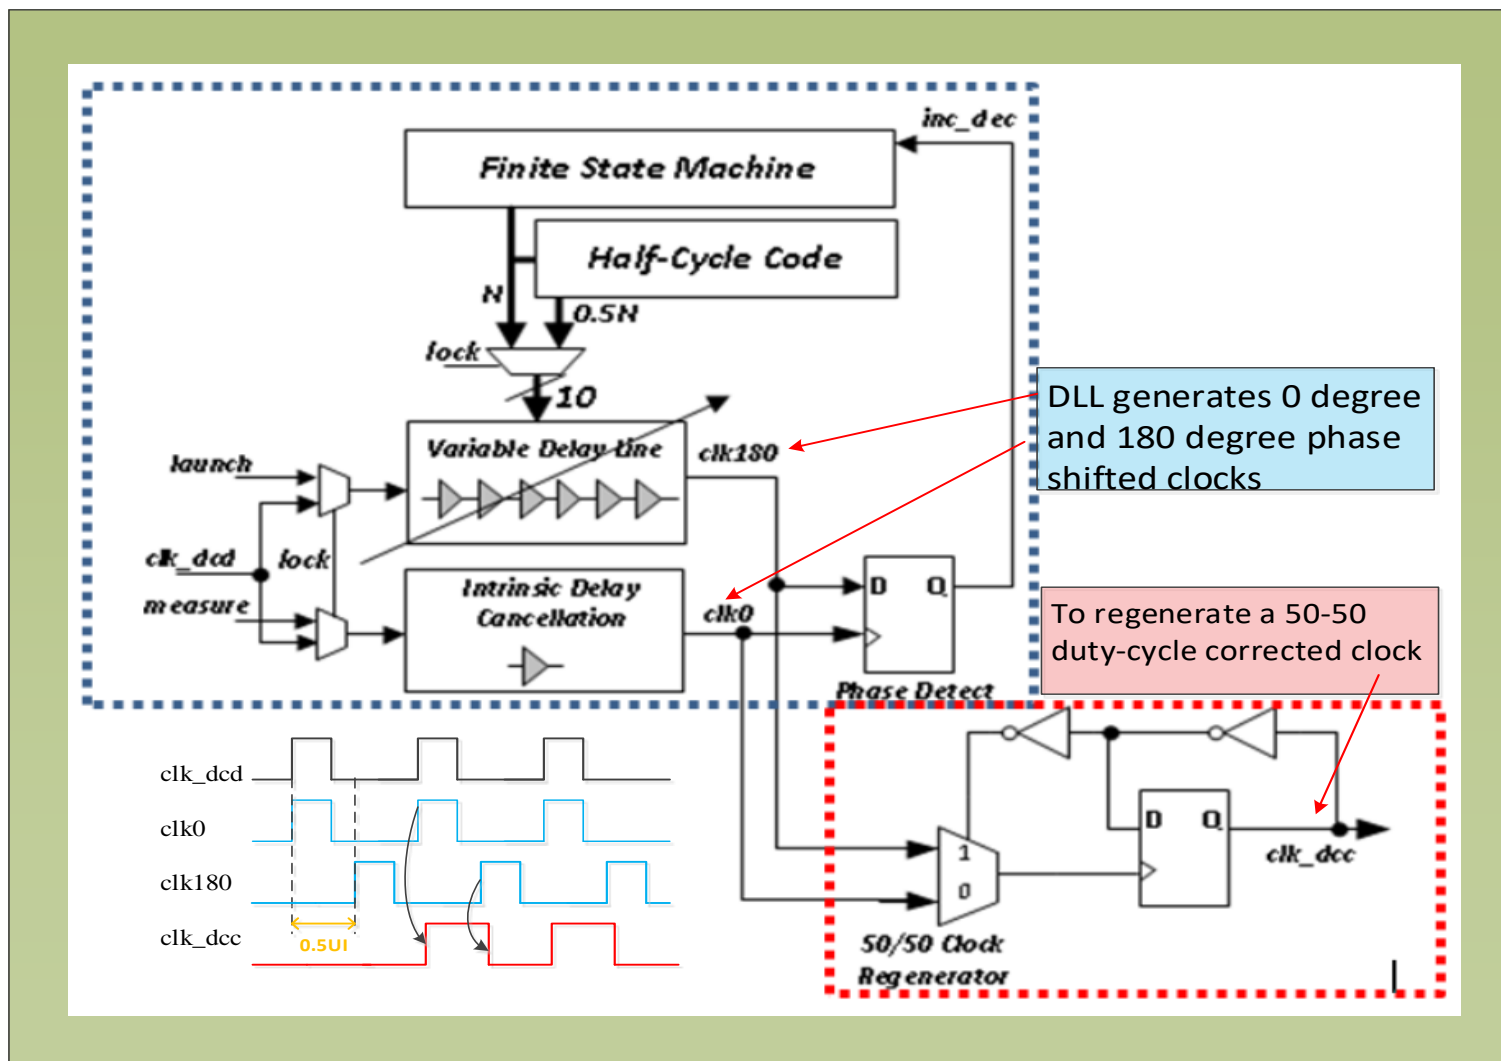 inc_dec
Finite State Machine
Half-Cycle Code
N
0.5N
lock
10
DLL generates 0 degree
and 180 degree phase
shifted clocks
Variable Delay Line
clk180
launch
clk_dcd
lock
measure
Intrinsic Delay
Cancellation
clk0
D Q
Phase Detect
To regenerate a 50-50
duty-cycle corrected clock
clk_dcd
clk0
clk180
clk_dcc
0.5UI
1
0
D Q
clk_dcc
50/50 Clock
Regenerator